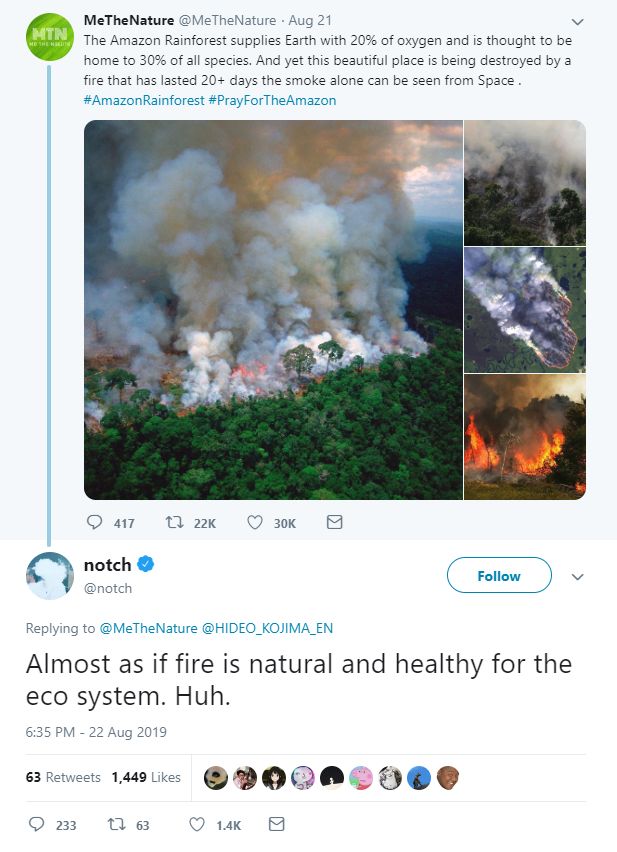 MeTheNature @MeTheNature · Aug 21
MTN
The Amazon Rainforest supplies Earth with 20% of oxygen and is thought to be
home to 30% of all species. And yet this beautiful place is being destroyed by a
fire that has lasted 20+ days the smoke alone can be seen from Space .
#AmazonRainforest #PrayForTheAmazon
417 22K 30K
notch
@notch
Follow
Replying to @MeTheNature @HIDEO_KOJIMA_EN
Almost as if fire is natural and healthy for the
eco system. Huh.
6:35 PM - 22 Aug 2019
63 Retweets 1,449 Likes
233 63 1.4K